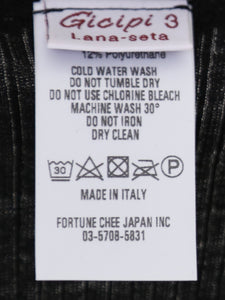 Gicipi 3
Lana-seta
12% Polyurethane
COLD WATER WASH
DO NOT TUMBLE DRY
DO NOT USE CHLORINE BLEACH
MACHINE WASH 30°
DO NOT IRON
DRY CLEAN
30 P
MADE IN ITALY
FORTUNE CHEE JAPAN INC
03-5708-5831